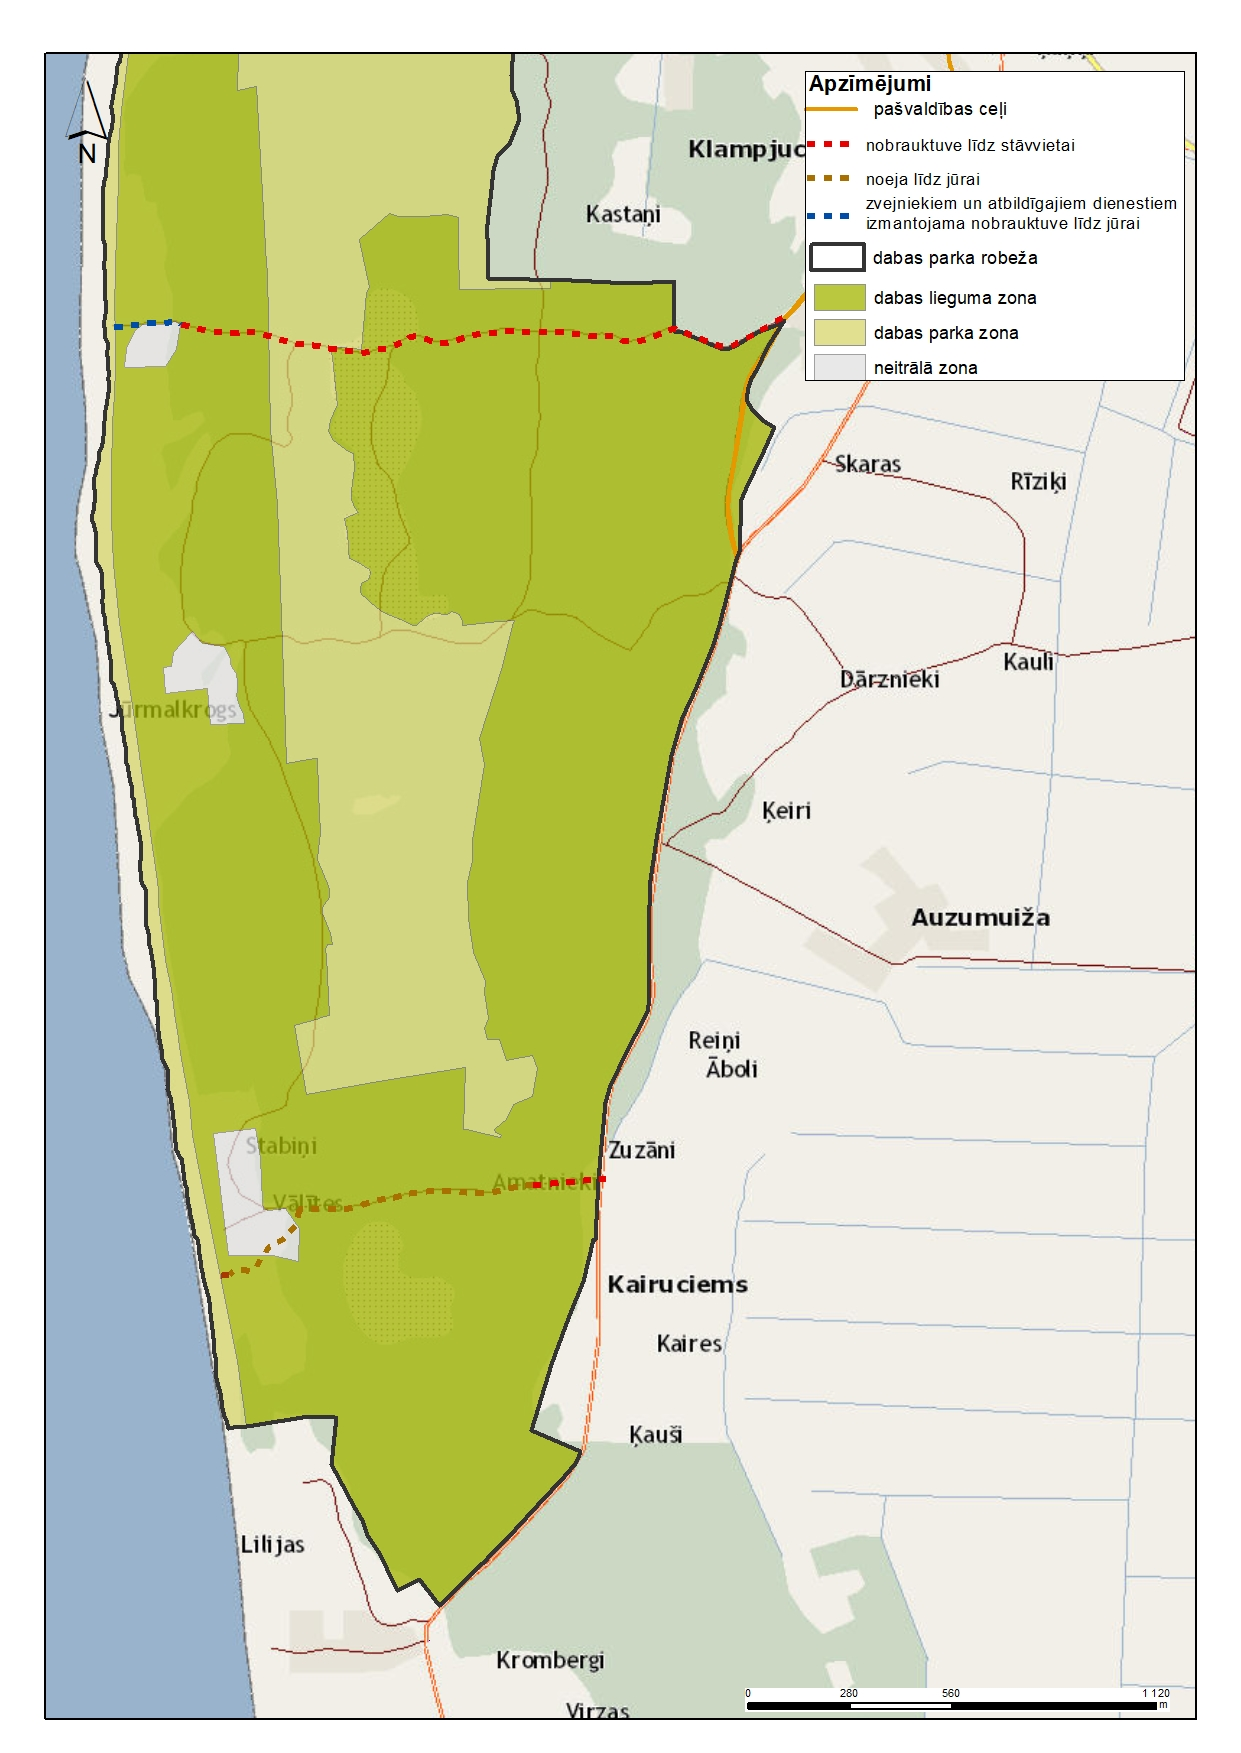 Apzīmējumi
pašvaldības ceļi
nobrauktuve līdz stāvvietai
noeja līdz jūrai
zvejniekiem un atbildīgajiem dienestiem
izmantojama nobrauktuve līdz jūrai
dabas parka robeža
dabas lieguma zona
dabas parka zona
neitrālā zona
N
Klampjuc
Kastaņi
Skaras
Rīziķi
Kauli
Dārznieki
Jūrmalkrogs
Ķeiri
Auzumuiža
Reiņi
Āboli
Stabiņi
Zuzāni
Amatnieki
Vālītes
Kairuciems
Kaires
Ķauši
Lilijas
Krombergi
Virzas
0 280 560 1 120
m